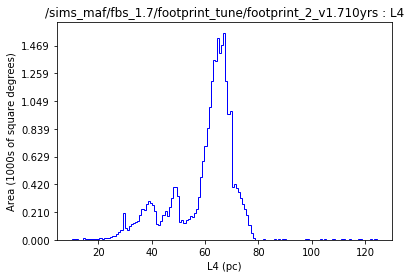 /sims_maf/fbs_1.7/footprint_tune/footprint_2_v1.710yrs : L4
Area (1000s of square degrees)
1.469
1.259
1.049
0.839
0.629
0.420
0.210
0.000
20 40 60 80 100 120
L4 (pc)